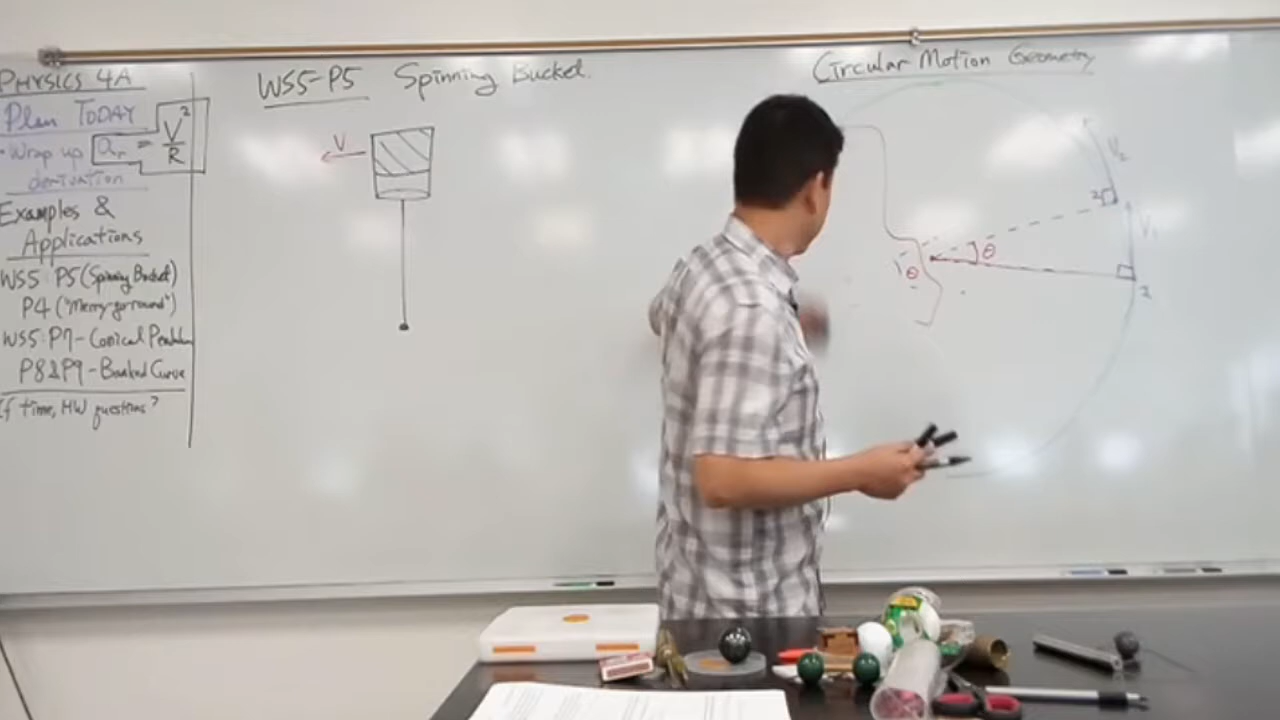 PHYSICS 4A
Plan TODAY
• Wrap up
derivation
ar = V²/R
Examples &
Applications
WS5: P5 (Spinning Bucket)
P4 ("Merry-go-round")
WS5: P7 - Conical Pendulum
P8 & P9 - Banked Curve
If time, HW questions?
WS5-P5 Spinning Bucket.
V
Circular Motion Geometry
V₂
2
V₁
θ
θ